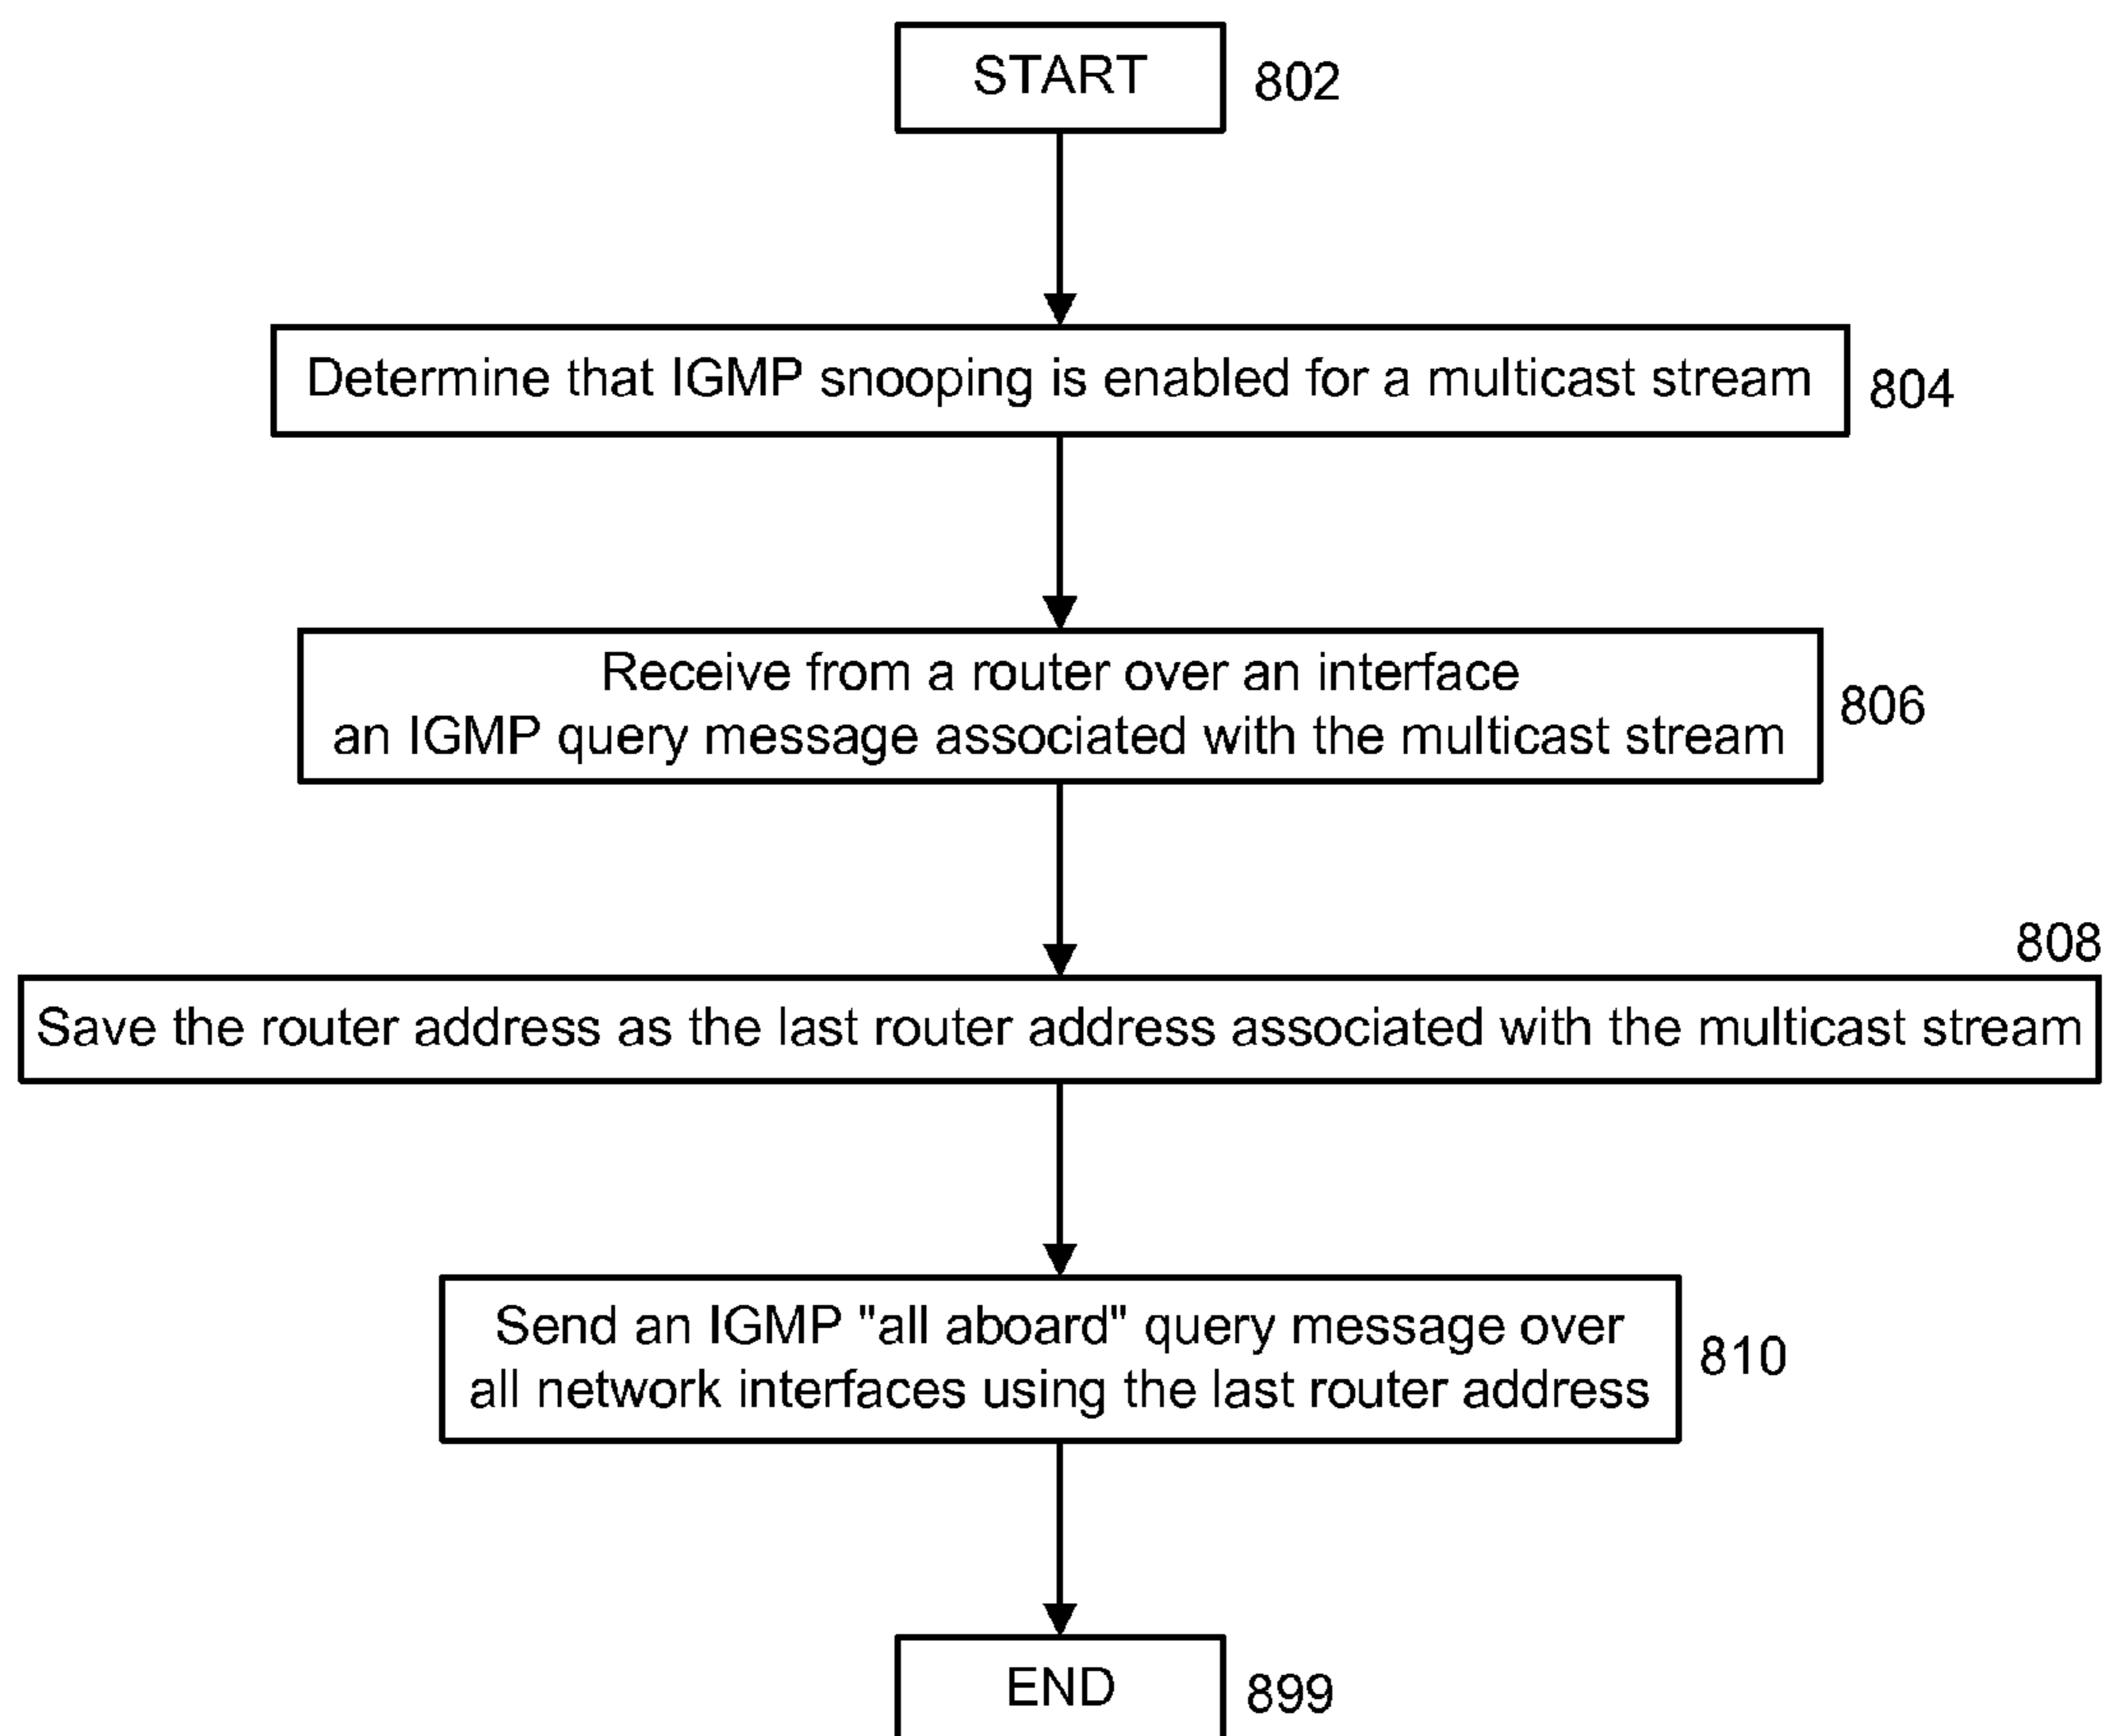 START
802
Determine that IGMP snooping is enabled for a multicast stream
804
Receive from a router over an interface
an IGMP query message associated with the multicast stream
806
808
Save the router address as the last router address associated with the multicast stream
Send an IGMP "all aboard" query message over
all network interfaces using the last router address
810
END
899